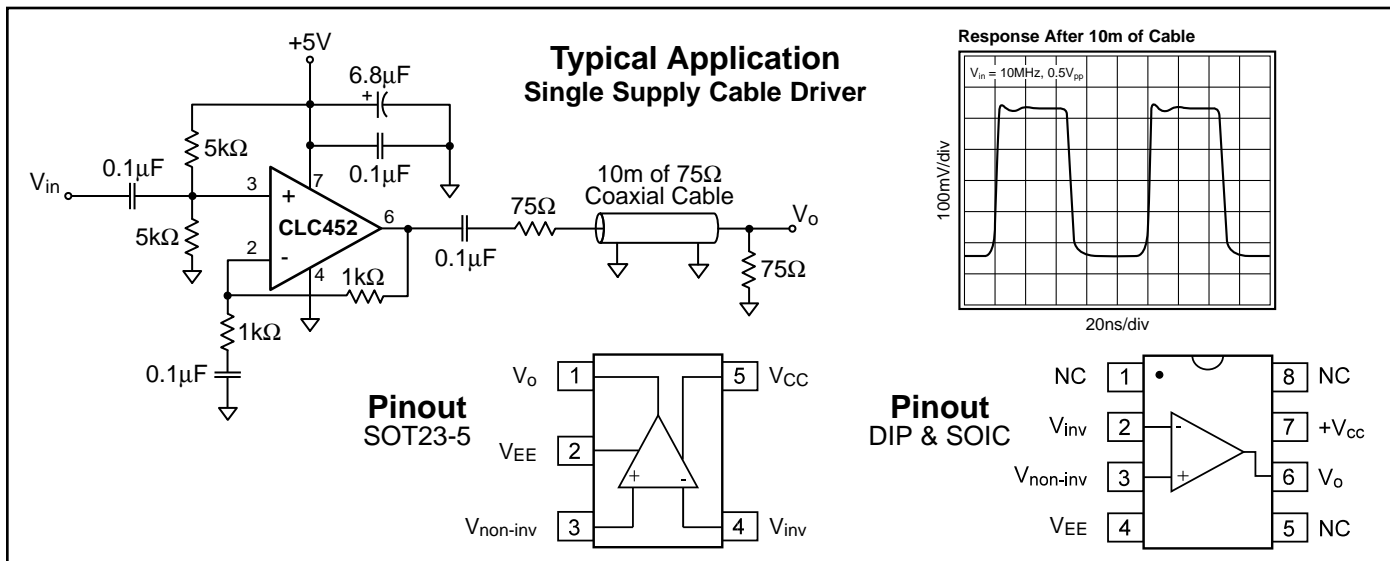 +5V
Typical Application
Single Supply Cable Driver
6.8µF
+
5kΩ
0.1µF
Vin
0.1µF
3
+
7
CLC452
6
5kΩ
2
-
4
1kΩ
0.1µF
75Ω
10m of 75Ω
Coaxial Cable
Vo
75Ω
1kΩ
0.1µF
Response After 10m of Cable
Vin = 10MHz, 0.5Vpp
100mV/div
20ns/div
Pinout
SOT23-5
Vo
1
5
VCC
VEE
2
+
-
Vnon-inv
3
4
Vinv
Pinout
DIP & SOIC
NC
1
8
NC
Vinv
2
-
7
+Vcc
Vnon-inv
3
+
6
Vo
VEE
4
5
NC